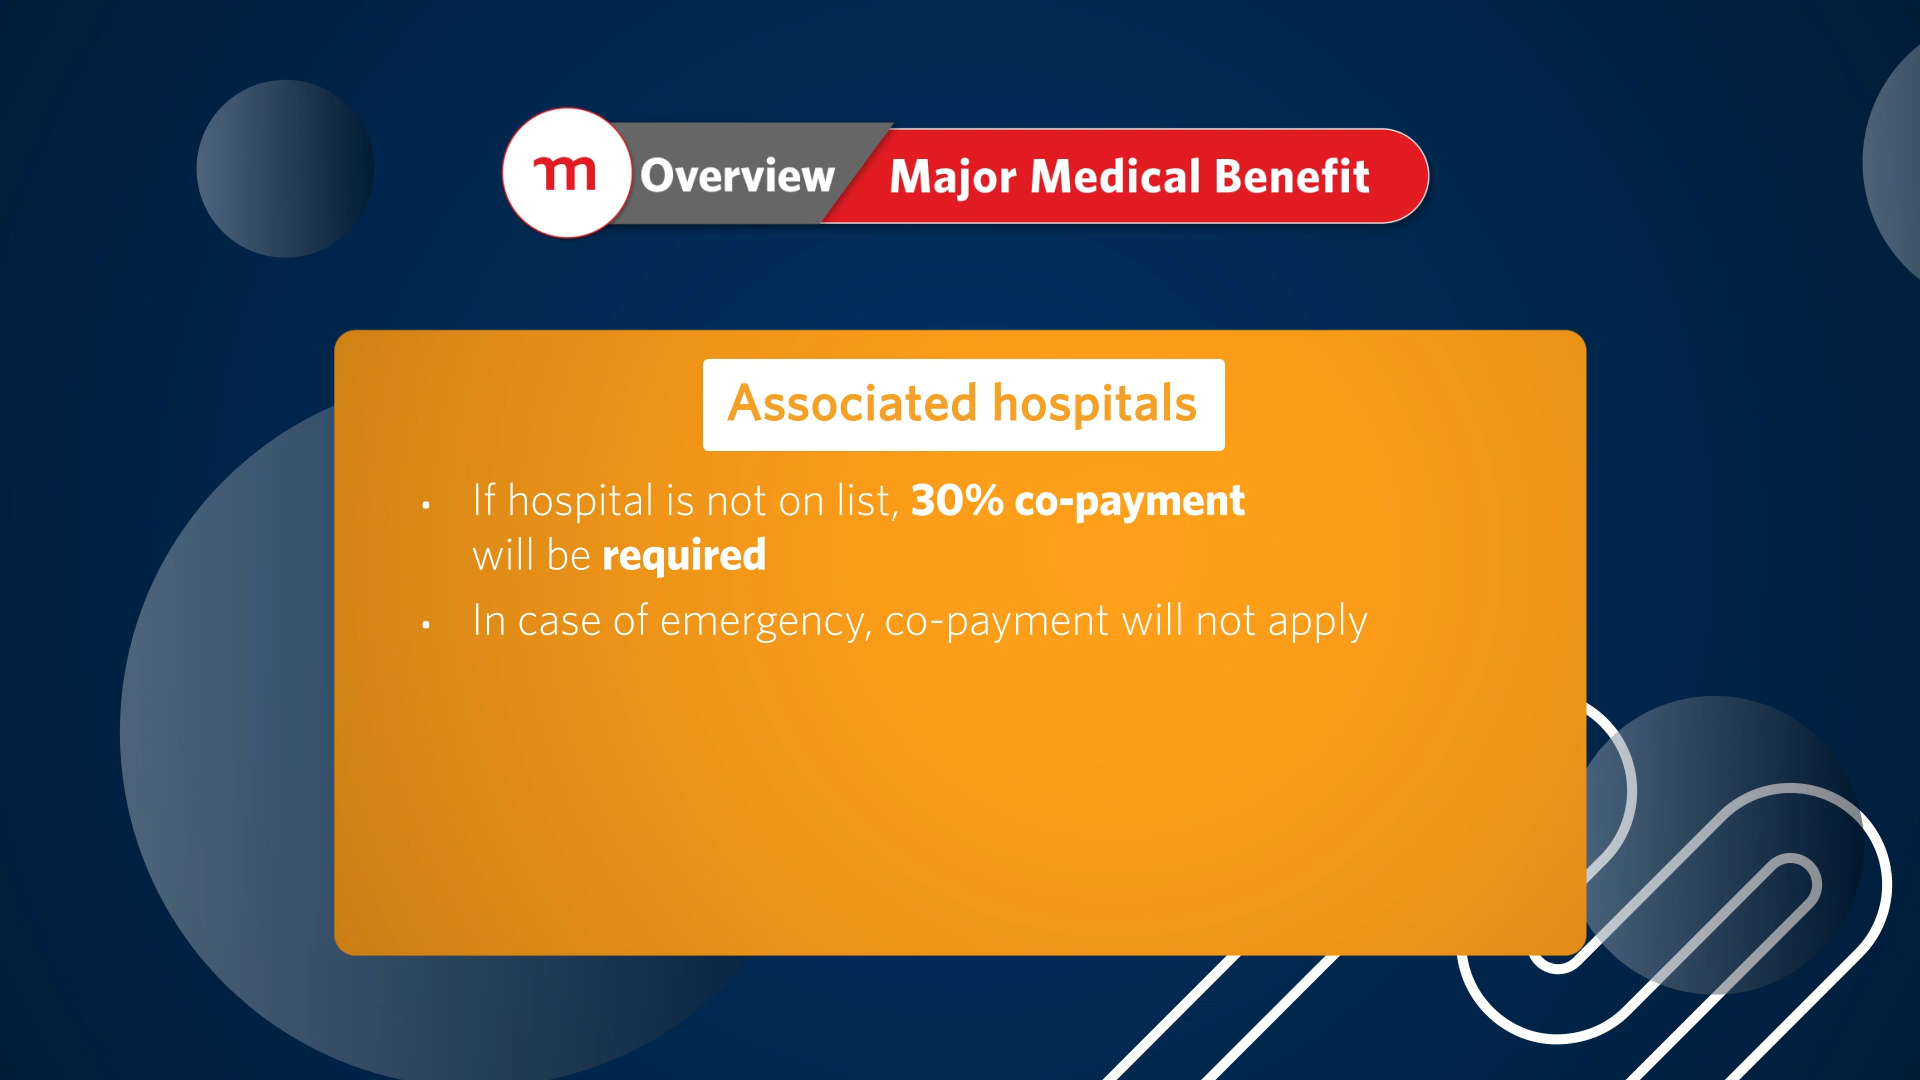 m Overview Major Medical Benefit
Associated hospitals
• If hospital is not on list, 30% co-payment
will be required
• In case of emergency, co-payment will not apply